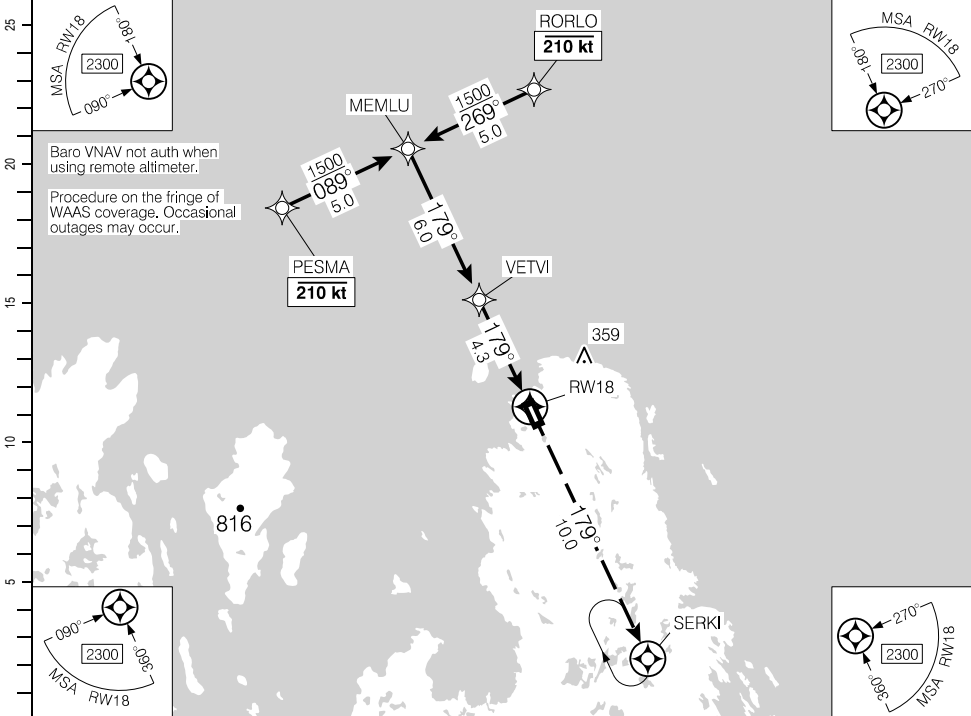 RORLO
210 kt
MSA RW18
180°
2300
090°
MSA RW18
180°
2300
270°
MEMLU
1500
269°
5.0
Baro VNAV not auth when
using remote altimeter.
1500
089°
5.0
Procedure on the fringe of
WAAS coverage. Occasional
outages may occur.
179°
6.0
PESMA
210 kt
VETVI
179°
4.3
359
RW18
816
179°
10.0
SERKI
090°
360°
2300
MSA RW18
270°
360°
2300
MSA RW18
25
20
15
10
5